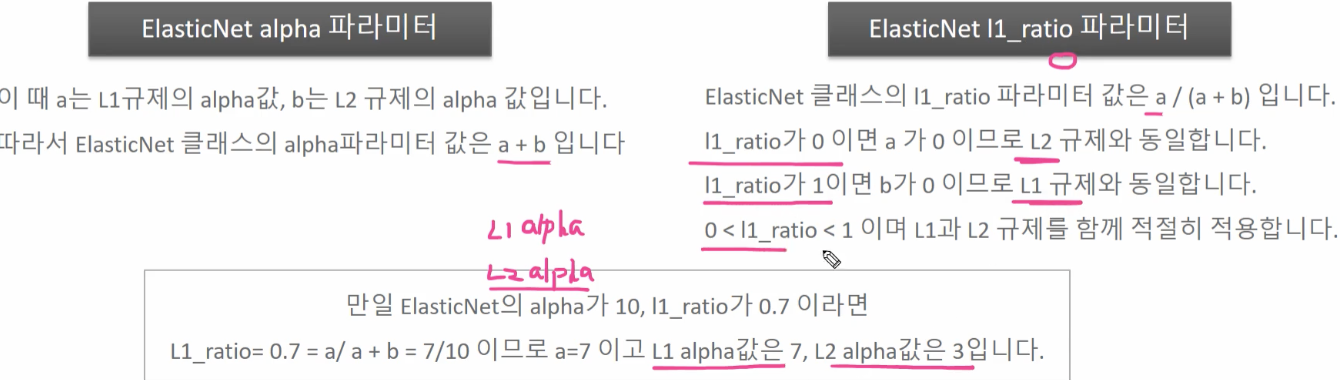 ElasticNet alpha 파라미터
이 때 a는 L1규제의 alpha값, b는 L2 규제의 alpha 값입니다.
따라서 ElasticNet 클래스의 alpha파라미터 값은 a + b 입니다
ElasticNet l1_ratio 파라미터
ElasticNet 클래스의 l1_ratio 파라미터 값은 a / (a + b) 입니다.
l1_ratio가 0 이면 a 가 0 이므로 L2 규제와 동일합니다.
l1_ratio가 1이면 b가 0 이므로 L1 규제와 동일합니다.
0 < l1_ratio < 1 이며 L1과 L2 규제를 함께 적절히 적용합니다.
L1 alpha
L2 alpha
만일 ElasticNet의 alpha가 10, l1_ratio가 0.7 이라면
L1_ratio= 0.7 = a/ a + b = 7/10 이므로 a=7 이고 L1 alpha값은 7, L2 alpha값은 3입니다.